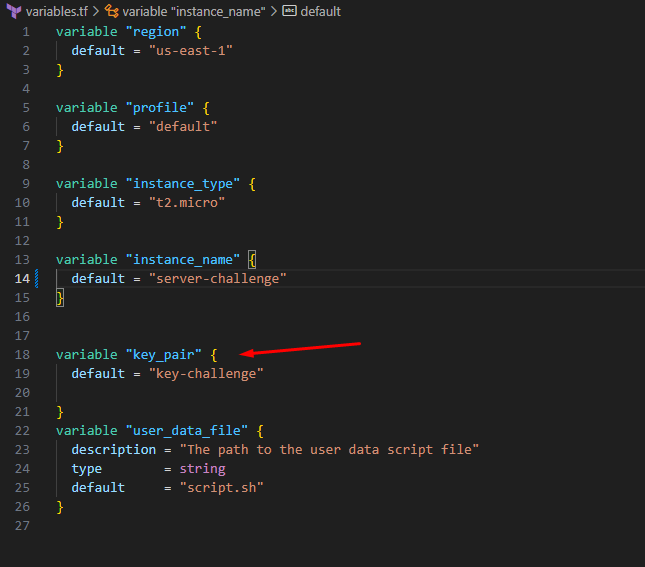 variables.tf > variable "instance_name" > abc default
1 variable "region" {
2   default = "us-east-1"
3 }
4
5 variable "profile" {
6   default = "default"
7 }
8
9 variable "instance_type" {
10   default = "t2.micro"
11 }
12
13 variable "instance_name" {
14   default = "server-challenge"
15 }
16
17
18 variable "key_pair" {
19   default = "key-challenge"
20
21 }
22 variable "user_data_file" {
23   description = "The path to the user data script file"
24   type        = string
25   default     = "script.sh"
26 }
27